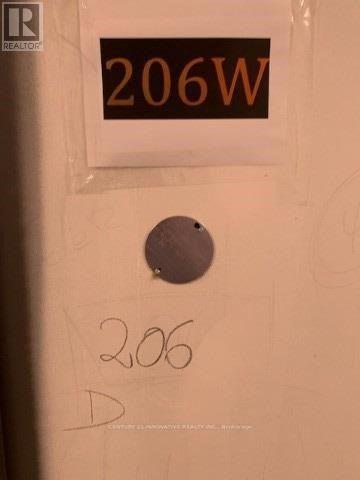 REALTOR®
206W
206
D
CENTURY 21 INNOVATIVE REALTY INC., Brokerage